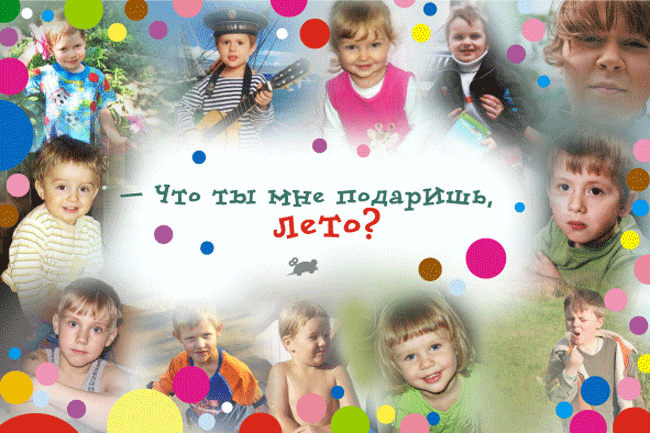 — Что ты мне подаришь,
Лето?